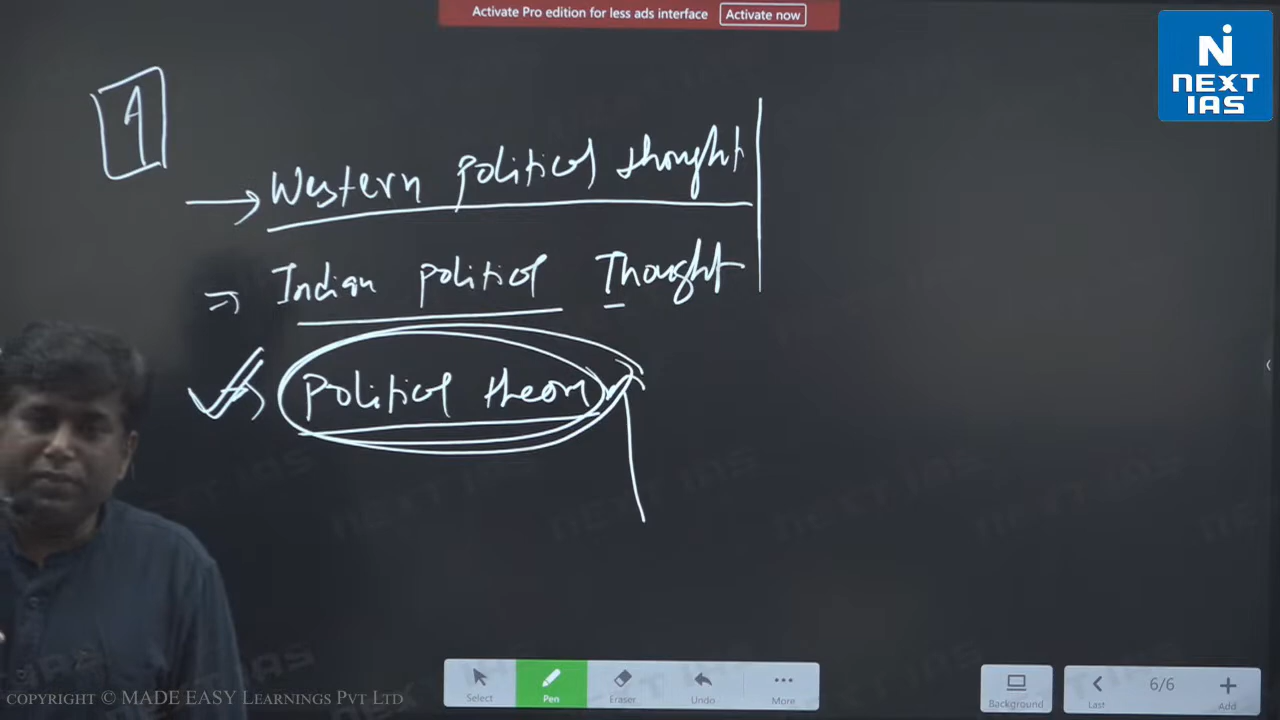 Activate Pro edition for less ads interface Activate now
NEXT
IAS
A
→ Western political thought
⇒ Indian political Thought
political theory
Select Pen Eraser Undo More
Background
Last 6/6 Add
COPYRIGHT © MADE EASY LEARNINGS PVT LTD